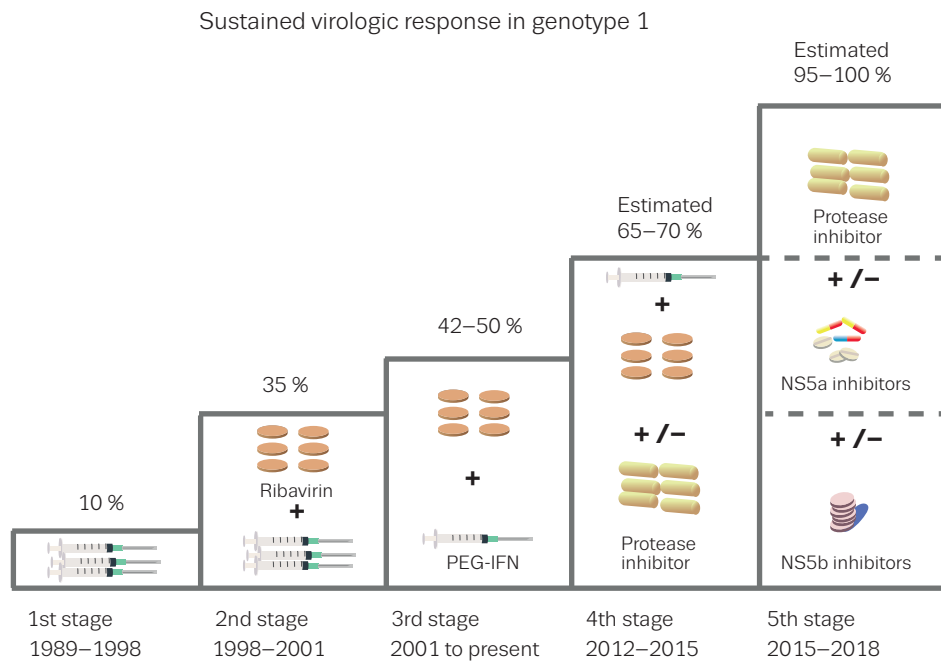 Sustained virologic response in genotype 1
10 %
1st stage
1989–1998
35 %
Ribavirin
+
2nd stage
1998–2001
42–50 %
+
PEG-IFN
3rd stage
2001 to present
Estimated
65–70 %
+
+ /–
Protease
inhibitor
4th stage
2012–2015
Estimated
95–100 %
Protease
inhibitor
+ /–
NS5a inhibitors
+ /–
NS5b inhibitors
5th stage
2015–2018